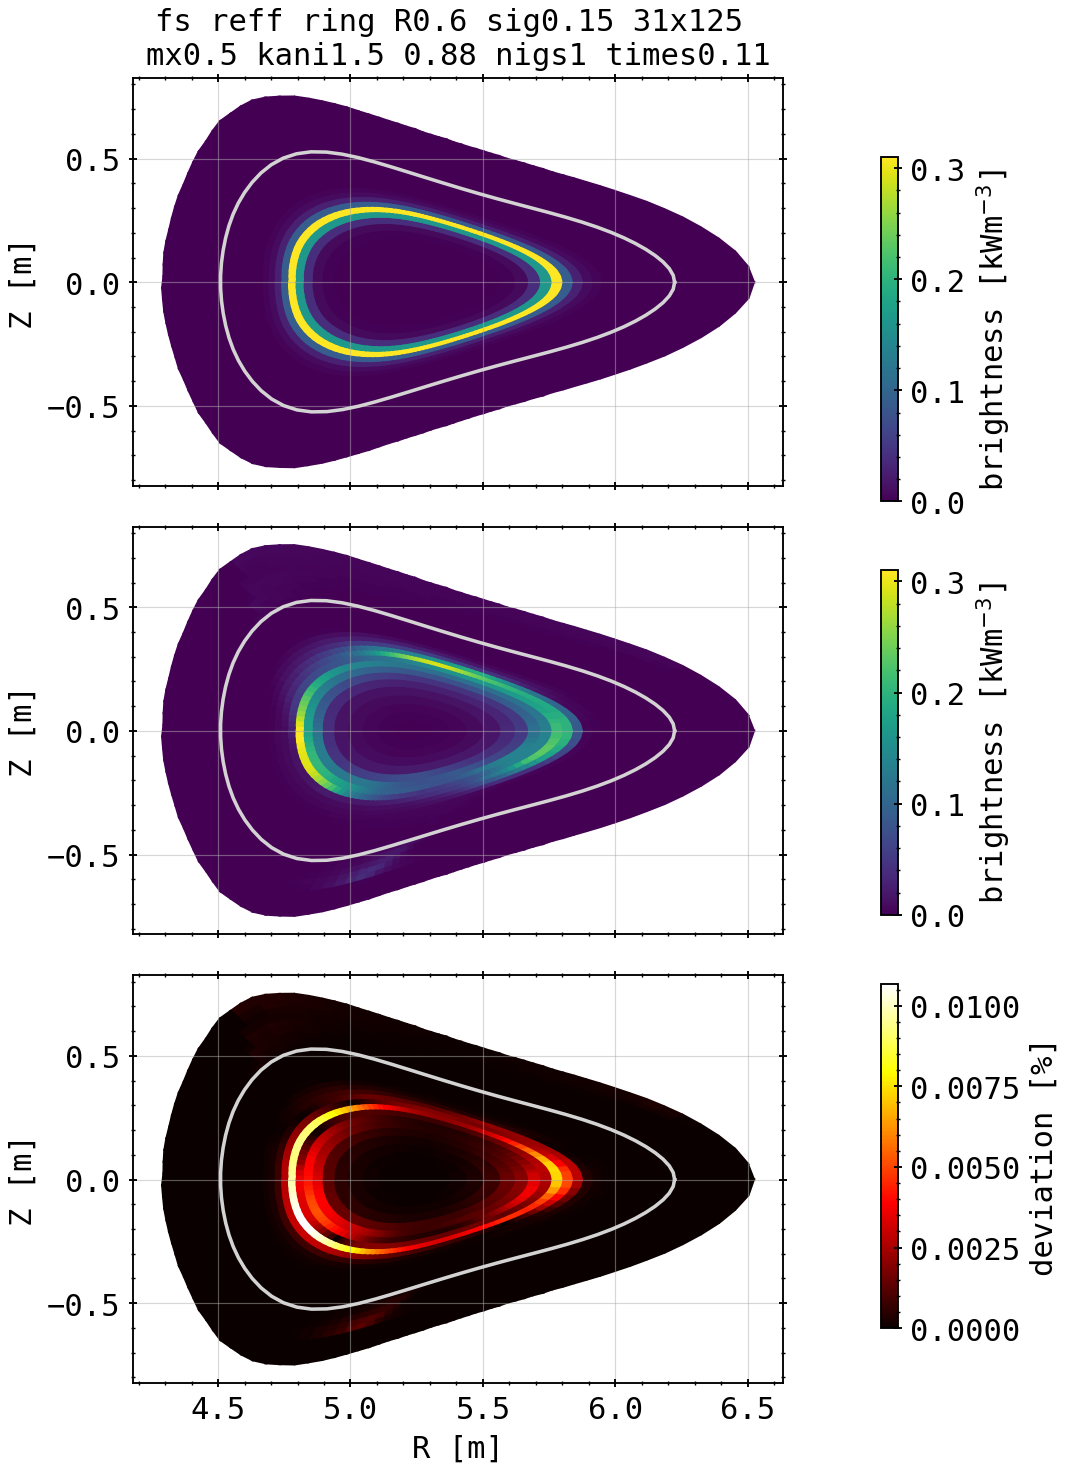 fs reff ring R0.6 sig0.15 31x125
mx0.5 kani1.5 0.88 nigs1 times0.11
0.5
0.0
−0.5
Z [m]
0.3
0.2
0.1
0.0
brightness [kWm−3]
0.5
0.0
−0.5
Z [m]
0.3
0.2
0.1
0.0
brightness [kWm−3]
0.5
0.0
−0.5
Z [m]
0.0100
0.0075
0.0050
0.0025
0.0000
deviation [%]
4.5 5.0 5.5 6.0 6.5
R [m]